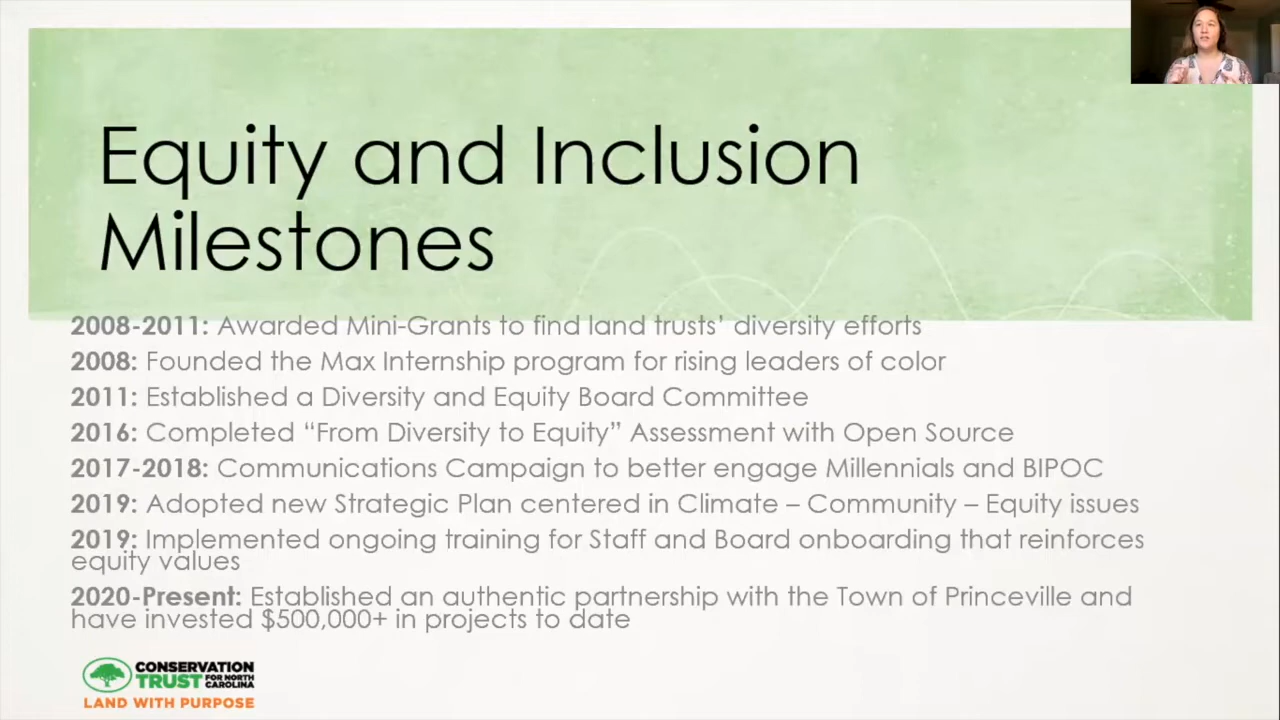 Equity and Inclusion
Milestones
2008-2011: Awarded Mini-Grants to find land trusts’ diversity efforts
2008: Founded the Max Internship program for rising leaders of color
2011: Established a Diversity and Equity Board Committee
2016: Completed “From Diversity to Equity” Assessment with Open Source
2017-2018: Communications Campaign to better engage Millennials and BIPOC
2019: Adopted new Strategic Plan centered in Climate – Community – Equity issues
2019: Implemented ongoing training for Staff and Board onboarding that reinforces
equity values
2020-Present: Established an authentic partnership with the Town of Princeville and
have invested $500,000+ in projects to date
CONSERVATION
TRUST FOR NORTH CAROLINA
LAND WITH PURPOSE